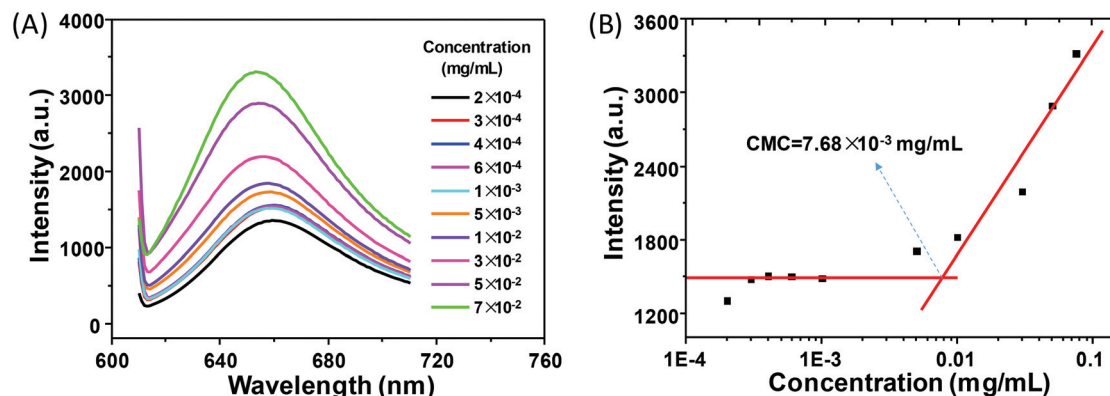 (A)
4000
3000
2000
1000
0
Intensity (a.u.)
600
640
680
720
760
Wavelength (nm)
Concentration
(mg/mL)
2×10⁻⁴
3×10⁻⁴
4×10⁻⁴
6×10⁻⁴
1×10⁻³
5×10⁻³
1×10⁻²
3×10⁻²
5×10⁻²
7×10⁻²
(B)
3600
3000
2400
1800
1200
Intensity (a.u.)
CMC=7.68×10⁻³ mg/mL
1E-4
1E-3
0.01
0.1
Concentration (mg/mL)